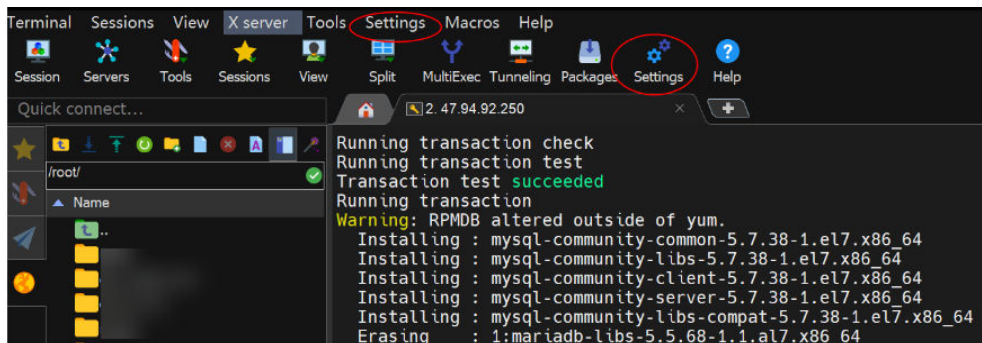 Terminal Sessions View X server Tools Settings Macros Help
Session Servers Tools Sessions View Split MultiExec Tunneling Packages Settings Help
Quick connect...
2. 47.94.92.250
/root/
Name
..
Running transaction check
Running transaction test
Transaction test succeeded
Running transaction
Warning: RPMDB altered outside of yum.
Installing : mysql-community-common-5.7.38-1.el7.x86_64
Installing : mysql-community-libs-5.7.38-1.el7.x86_64
Installing : mysql-community-client-5.7.38-1.el7.x86_64
Installing : mysql-community-server-5.7.38-1.el7.x86_64
Installing : mysql-community-libs-compat-5.7.38-1.el7.x86_64
Erasing : 1:mariadb-libs-5.5.68-1.1.al7.x86_64